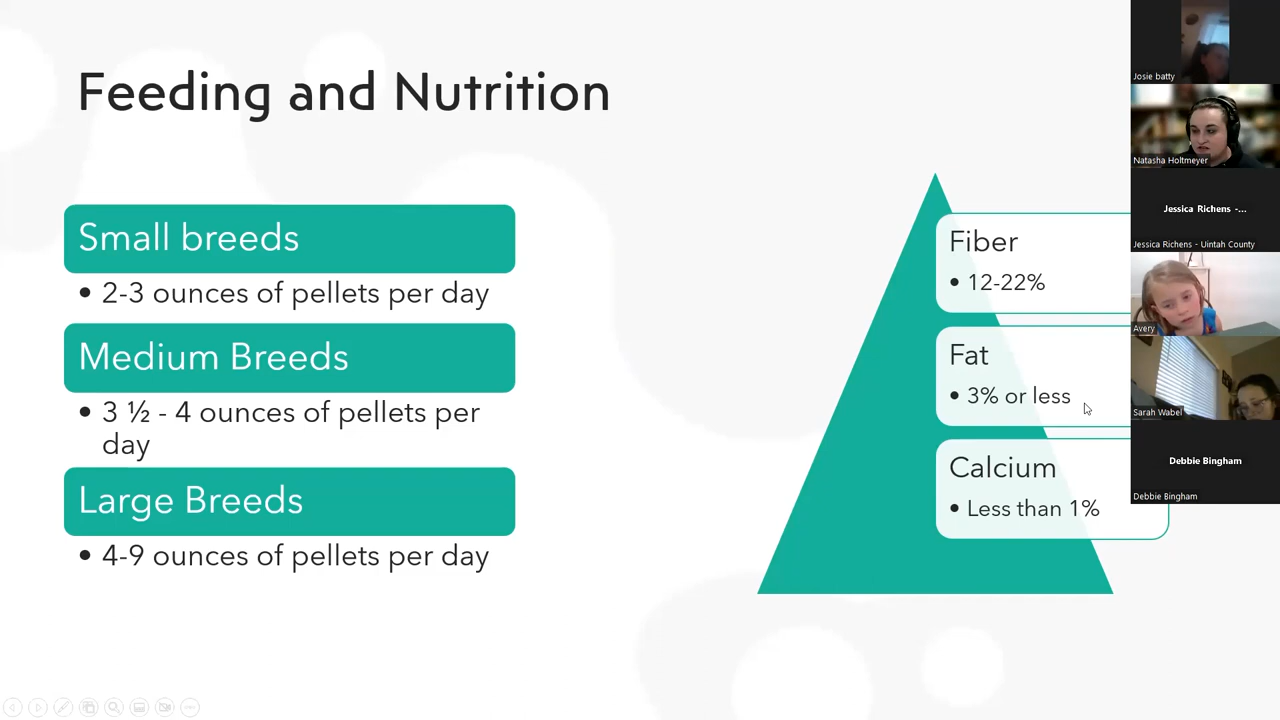 Feeding and Nutrition
Small breeds
• 2-3 ounces of pellets per day
Medium Breeds
• 3 ½ - 4 ounces of pellets per
day
Large Breeds
• 4-9 ounces of pellets per day
Fiber
• 12-22%
Fat
• 3% or less
Calcium
• Less than 1%
Josie batty
Natasha Holtmeyer
Jessica Richens -...
Jessica Richens - Uintah County
Avery
Sarah Wabel
Debbie Bingham
Debbie Bingham